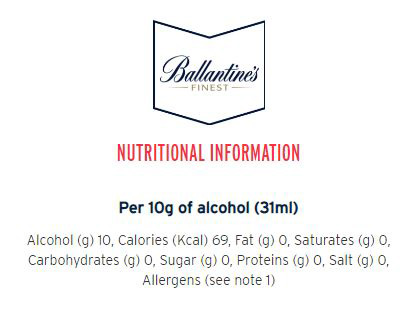 Ballantine's
FINEST
NUTRITIONAL INFORMATION
Per 10g of alcohol (31ml)
Alcohol (g) 10, Calories (Kcal) 69, Fat (g) 0, Saturates (g) 0,
Carbohydrates (g) 0, Sugar (g) 0, Proteins (g) 0, Salt (g) 0,
Allergens (see note 1)